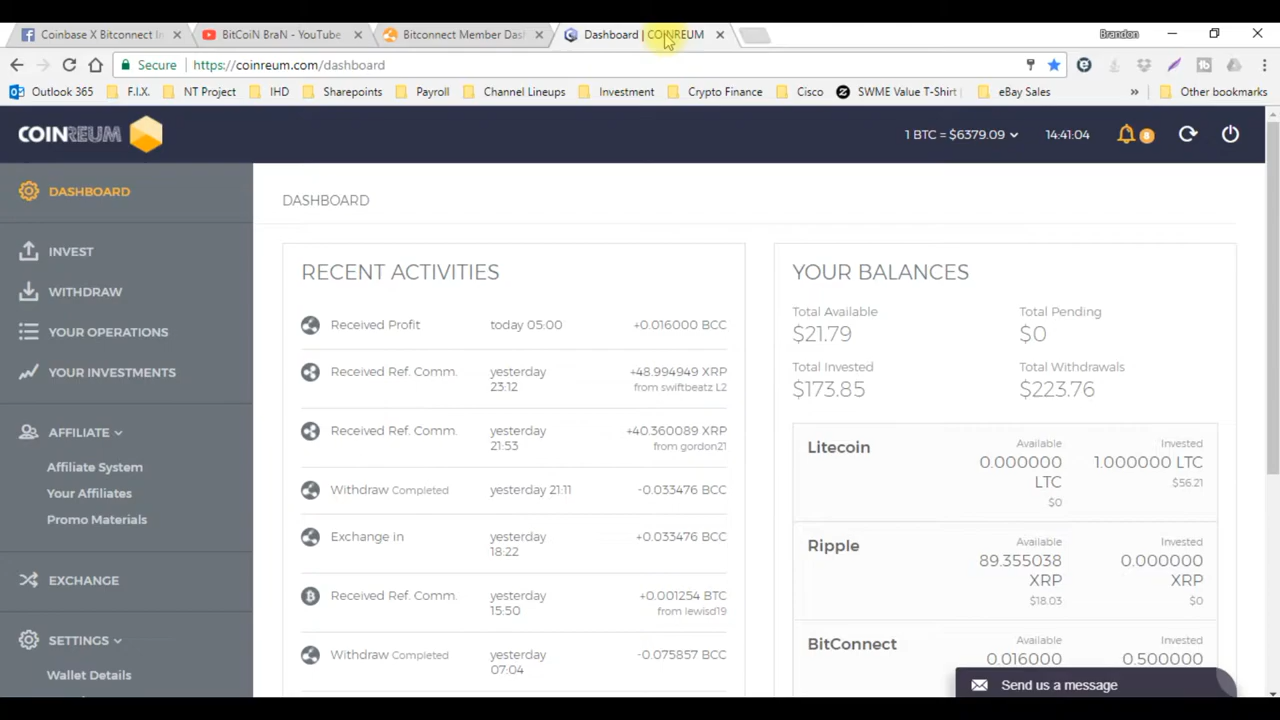 Coinbase X Bitconnect In
BitCoiN BraN - YouTube
Bitconnect Member Das
Dashboard | COINREUM
Brandon
Secure
https://coinreum.com/dashboard
Outlook 365
F.I.X.
NT Project
IHD
Sharepoints
Payroll
Channel Lineups
Investment
Crypto Finance
Cisco
SWME Value T-Shirt
eBay Sales
»
Other bookmarks
COINREUM
1 BTC = $6379.09
14:41:04
8
DASHBOARD
INVEST
WITHDRAW
YOUR OPERATIONS
YOUR INVESTMENTS
AFFILIATE
Affiliate System
Your Affiliates
Promo Materials
EXCHANGE
SETTINGS
Wallet Details
DASHBOARD
RECENT ACTIVITIES
Received Profit today 05:00 +0.016000 BCC
Received Ref. Comm. yesterday +48.994949 XRP
23:12 from swiftbeatz L2
Received Ref. Comm. yesterday +40.360089 XRP
21:53 from gordon21
Withdraw Completed yesterday 21:11 -0.033476 BCC
Exchange in yesterday +0.033476 BCC
18:22
Received Ref. Comm. yesterday +0.001254 BTC
15:50 from lewisd19
Withdraw Completed yesterday -0.075857 BCC
07:04
YOUR BALANCES
Total Available Total Pending
$21.79 $0
Total Invested Total Withdrawals
$173.85 $223.76
Litecoin
Available Invested
0.000000 1.000000 LTC
LTC $56.21
$0
Ripple
Available Invested
89.355038 0.000000
XRP XRP
$18.03 $0
BitConnect
Available Invested
0.016000 0.500000
Send us a message